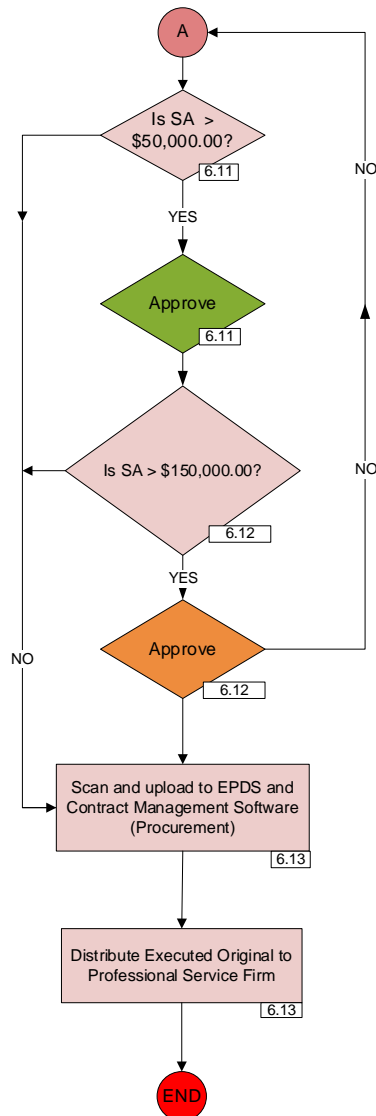 A
Is SA >
$50,000.00?
6.11
NO
YES
Approve
6.11
Is SA > $150,000.00?
NO
6.12
YES
Approve
NO
6.12
Scan and upload to EPDS and
Contract Management Software
(Procurement)
6.13
Distribute Executed Original to
Professional Service Firm
6.13
END